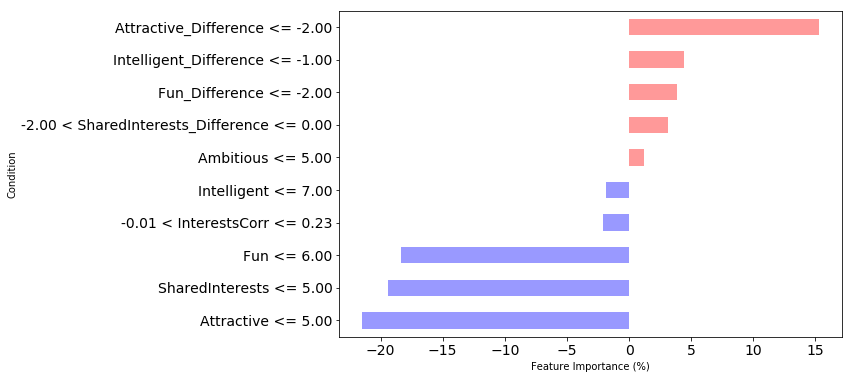 Attractive_Difference <= -2.00
Intelligent_Difference <= -1.00
Fun_Difference <= -2.00
-2.00 < SharedInterests_Difference <= 0.00
Ambitious <= 5.00
Intelligent <= 7.00
-0.01 < InterestsCorr <= 0.23
Fun <= 6.00
SharedInterests <= 5.00
Attractive <= 5.00
Condition
−20 −15 −10 −5 0 5 10 15
Feature Importance (%)